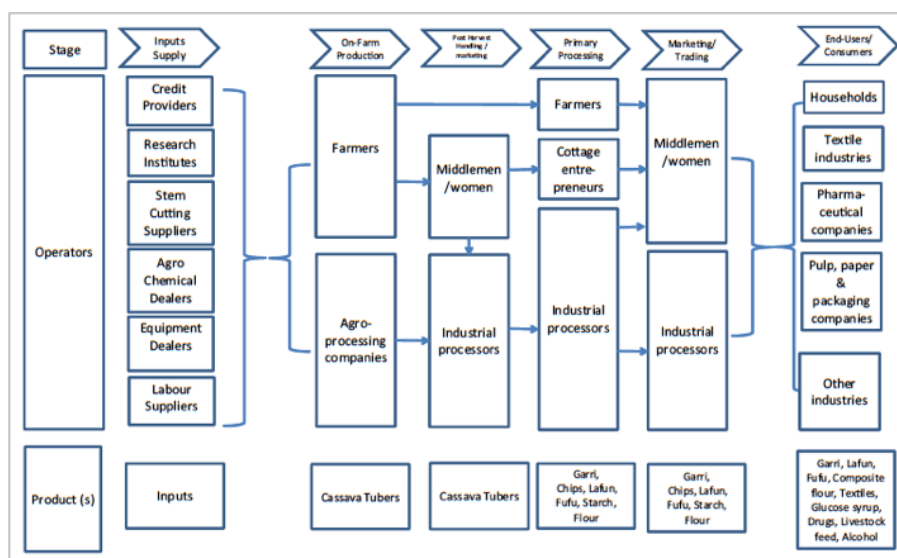 Stage
Inputs
Supply
On-Farm
Production
Post Harvest
Handling /
marketing
Primary
Processing
Marketing/
Trading
End-Users/
Consumers
Operators
Credit
Providers
Research
Institutes
Stem
Cutting
Suppliers
Agro
Chemical
Dealers
Equipment
Dealers
Labour
Suppliers
Farmers
Agro-
processing
companies
Middlemen
/women
Industrial
processors
Farmers
Cottage
entre-
preneurs
Industrial
processors
Middlemen
/women
Industrial
processors
Households
Textile
industries
Pharma-
ceutical
companies
Pulp, paper
&
packaging
companies
Other
industries
Product (s)
Inputs
Cassava Tubers
Cassava Tubers
Garri,
Chips, Lafun,
Fufu, Starch,
Flour
Garri,
Chips, Lafun,
Fufu, Starch,
Flour
Garri, Lafun,
Fufu, Composite
flour, Textiles,
Glucose syrup,
Drugs, Livestock
feed, Alcohol